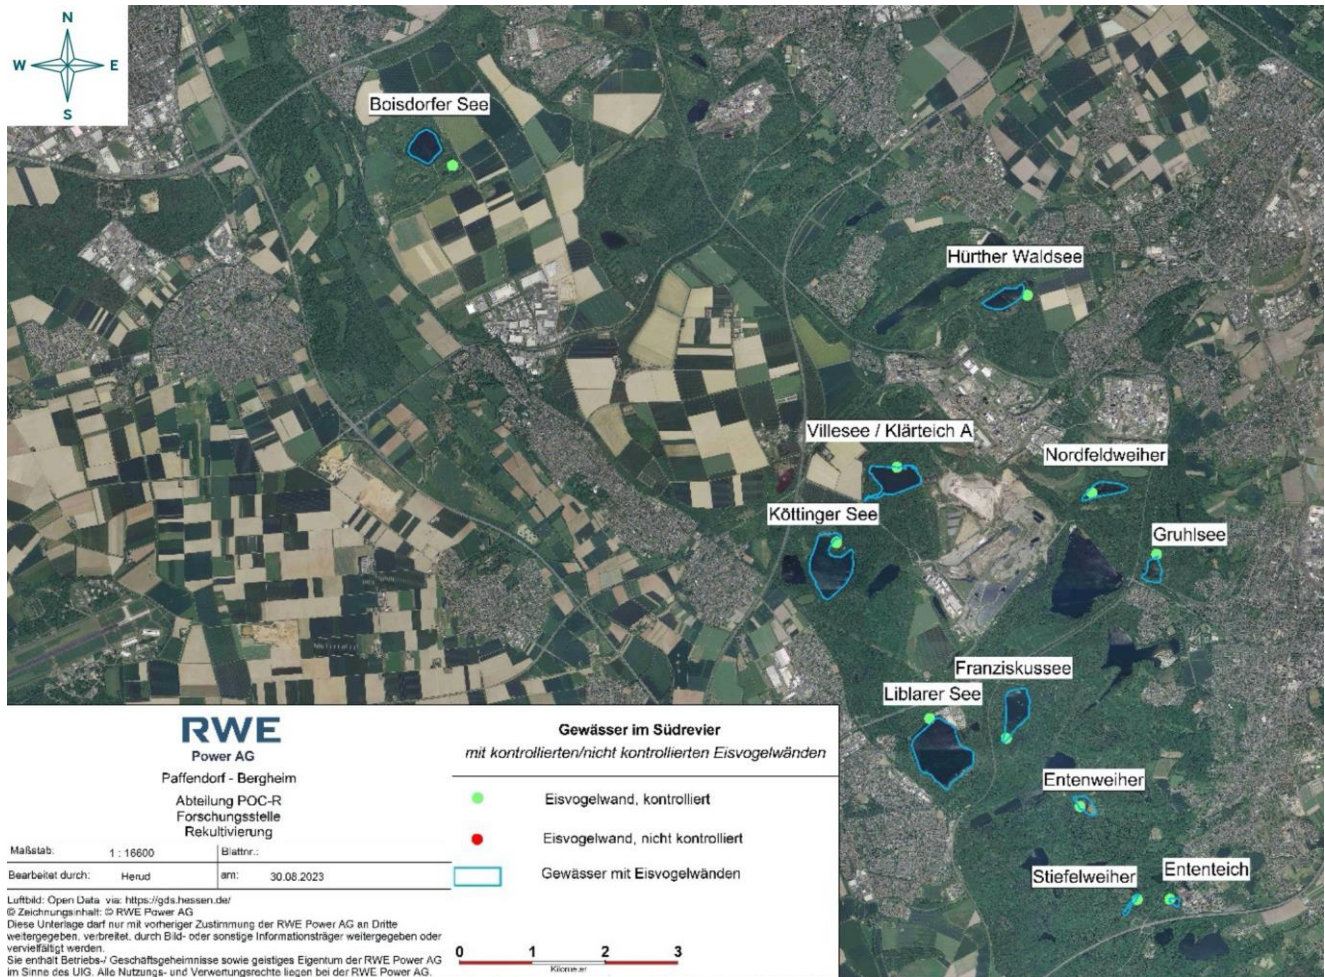 N
W E
S
Boisdorfer See
Hürther Waldsee
Villesee / Klärteich A
Nordfeldweiher
Köttinger See
Gruhlsee
Franziskussee
Liblarer See
Entenweiher
Stiefelweiher
Ententeich
RWE
Power AG
Paffendorf - Bergheim
Abteilung POC-R
Forschungsstelle
Rekultivierung
Maßstab: 1 : 16600 Blattnr.:
Bearbeitet durch: Herud am: 30.08.2023
Luftbild: Open Data via: https://gds.hessen.de/
© Zeichnungsinhalt: © RWE Power AG
Diese Unterlage darf nur mit vorheriger Zustimmung der RWE Power AG an Dritte
weitergegeben, verbreitet, durch Bild- oder sonstige Informationsträger weitergegeben oder
vervielfältigt werden.
Sie enthält Betriebs-/ Geschäftsgeheimnisse sowie geistiges Eigentum der RWE Power AG
im Sinne des UIG. Alle Nutzungs- und Verwertungsrechte liegen bei der RWE Power AG.
Gewässer im Südrevier
mit kontrollierten/nicht kontrollierten Eisvogelwänden
Eisvogelwand, kontrolliert
Eisvogelwand, nicht kontrolliert
Gewässer mit Eisvogelwänden
0 1 2 3
Kilometer